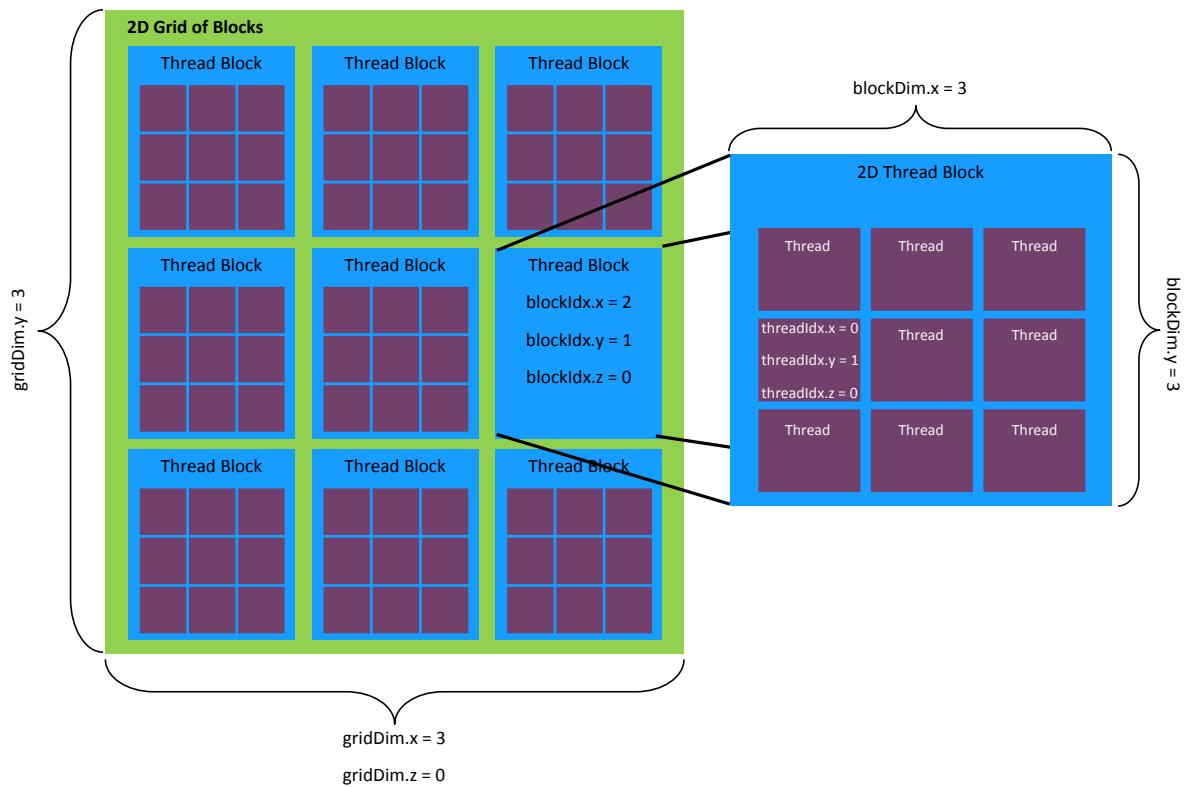 2D Grid of Blocks
Thread Block
Thread Block
Thread Block
Thread Block
Thread Block
Thread Block
blockIdx.x = 2
blockIdx.y = 1
blockIdx.z = 0
Thread Block
Thread Block
Thread Block
gridDim.y = 3
gridDim.x = 3
gridDim.z = 0
blockDim.x = 3
2D Thread Block
Thread
Thread
Thread
threadIdx.x = 0
threadIdx.y = 1
threadIdx.z = 0
Thread
Thread
Thread
Thread
Thread
blockDim.y = 3